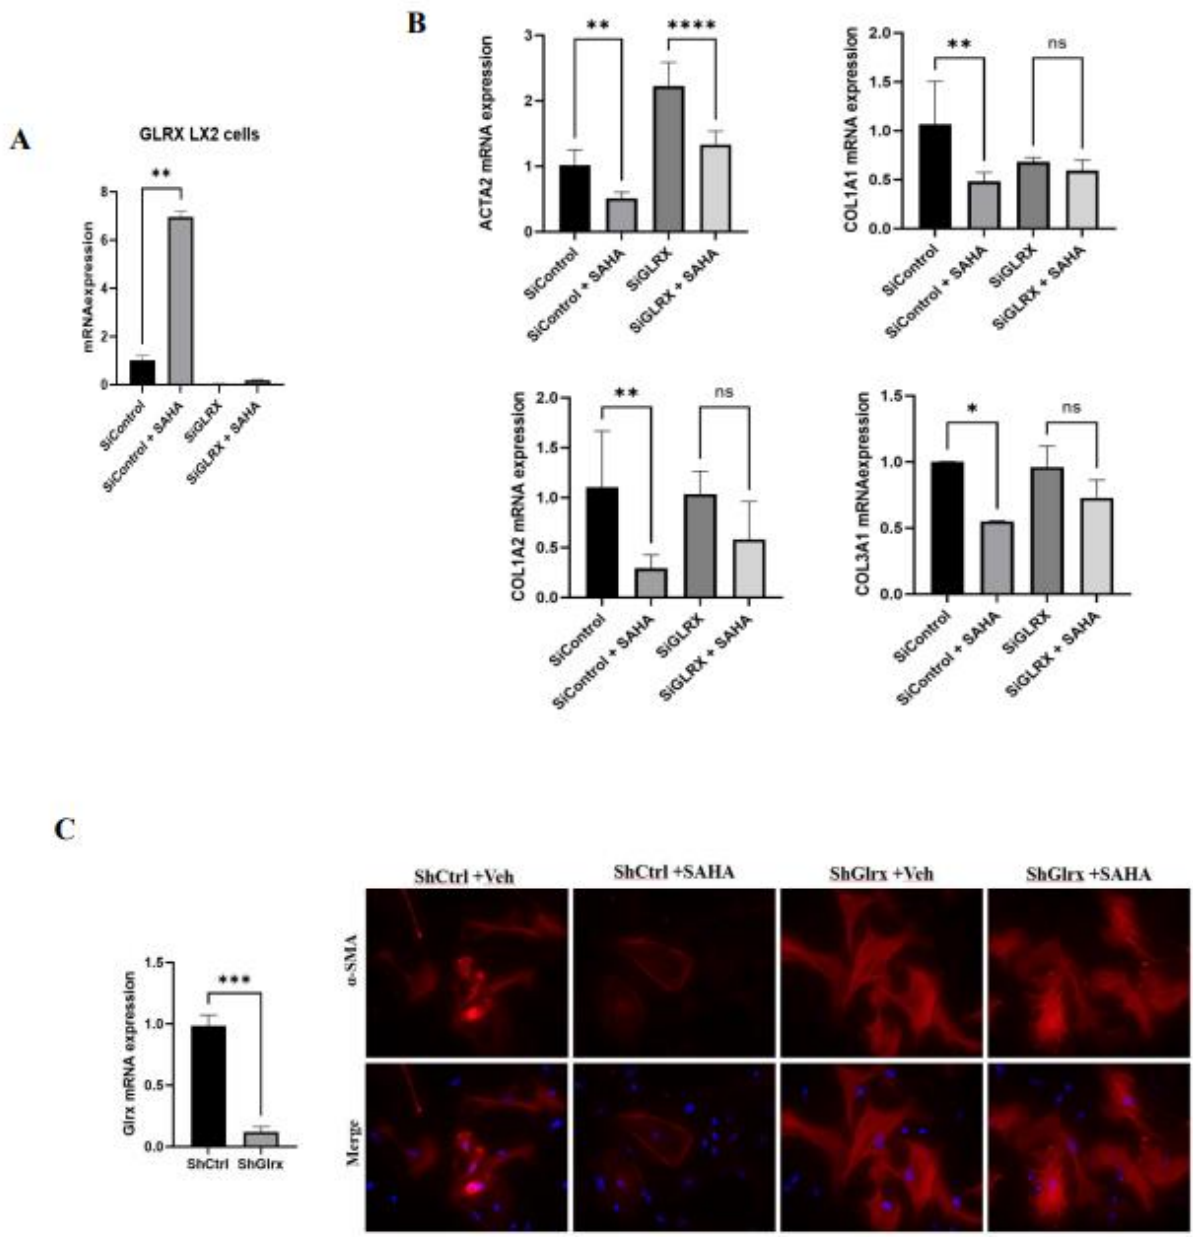 A
GLRX LX2 cells
**
mRNAexpression
8
6
4
2
0
SiControl
SiControl + SAHA
SiGLRX
SiGLRX + SAHA
B
**
****
ACTA2 mRNA expression
3
2
1
0
SiControl
SiControl + SAHA
SiGLRX
SiGLRX + SAHA
**
ns
COL1A1 mRNA expression
2.0
1.5
1.0
0.5
0.0
SiControl
SiControl + SAHA
SiGLRX
SiGLRX + SAHA
**
ns
COL1A2 mRNA expression
2.0
1.5
1.0
0.5
0.0
SiControl
SiControl + SAHA
SiGLRX
SiGLRX + SAHA
*
ns
COL3A1 mRNAexpression
1.5
1.0
0.5
0.0
SiControl
SiControl + SAHA
SiGLRX
SiGLRX + SAHA
C
***
Glrx mRNA expression
1.5
1.0
0.5
0.0
ShCtrl ShGlrx
ShCtrl +Veh
ShCtrl +SAHA
ShGlrx +Veh
ShGlrx +SAHA
α-SMA
Merge